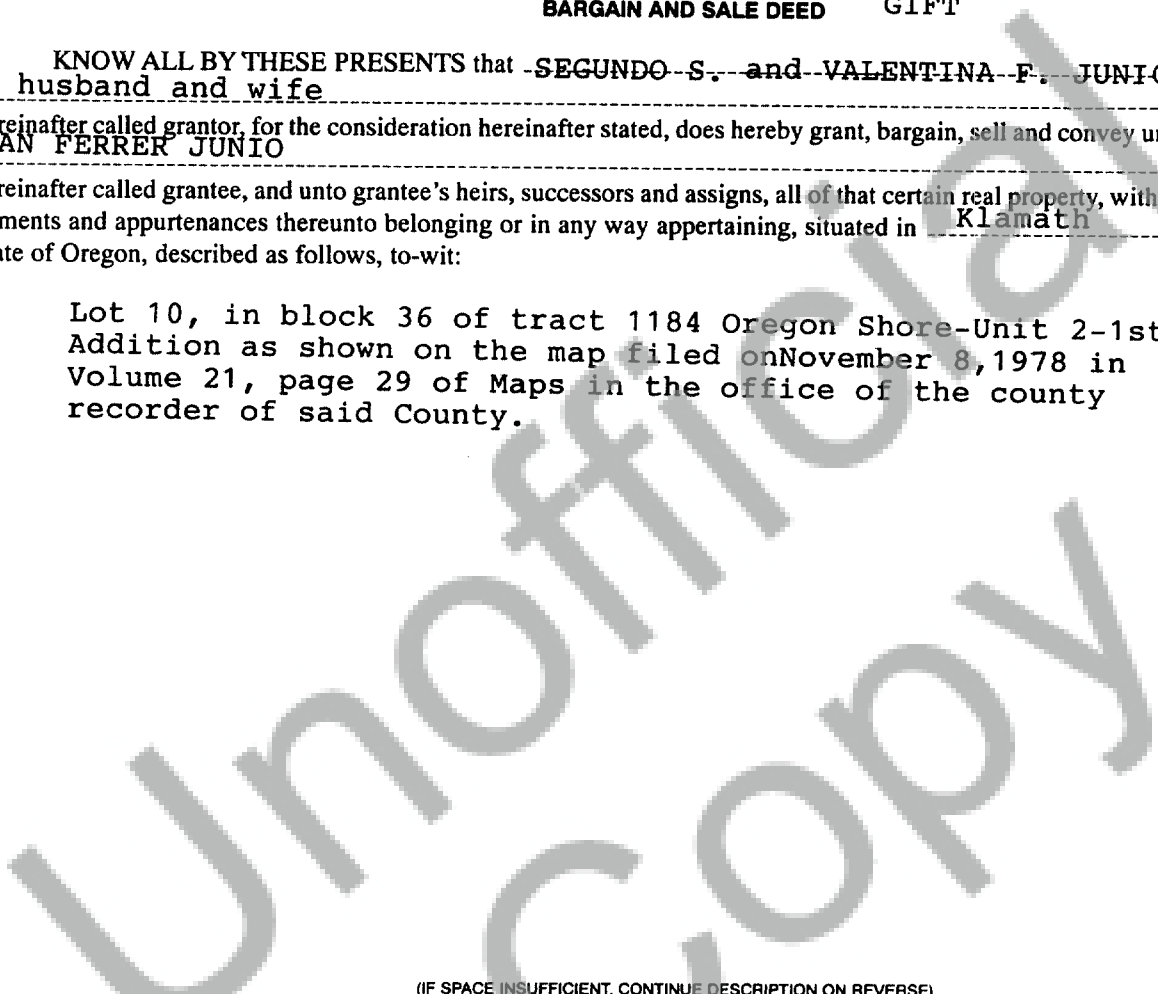 BARGAIN AND SALE DEED GIFT
KNOW ALL BY THESE PRESENTS that SEGUNDO S. and VALENTINA F. JUNIO
husband and wife
reinafter called grantor, for the consideration hereinafter stated, does hereby grant, bargain, sell and convey un
AN FERRER JUNIO
reinafter called grantee, and unto grantee's heirs, successors and assigns, all of that certain real property, with
ments and appurtenances thereunto belonging or in any way appertaining, situated in Klamath
ate of Oregon, described as follows, to-wit:
Lot 10, in block 36 of tract 1184 Oregon Shore-Unit 2-1st
Addition as shown on the map filed onNovember 8,1978 in
Volume 21, page 29 of Maps in the office of the county
recorder of said County.
Unofficial
Copy
(IF SPACE INSUFFICIENT, CONTINUE DESCRIPTION ON REVERSE)